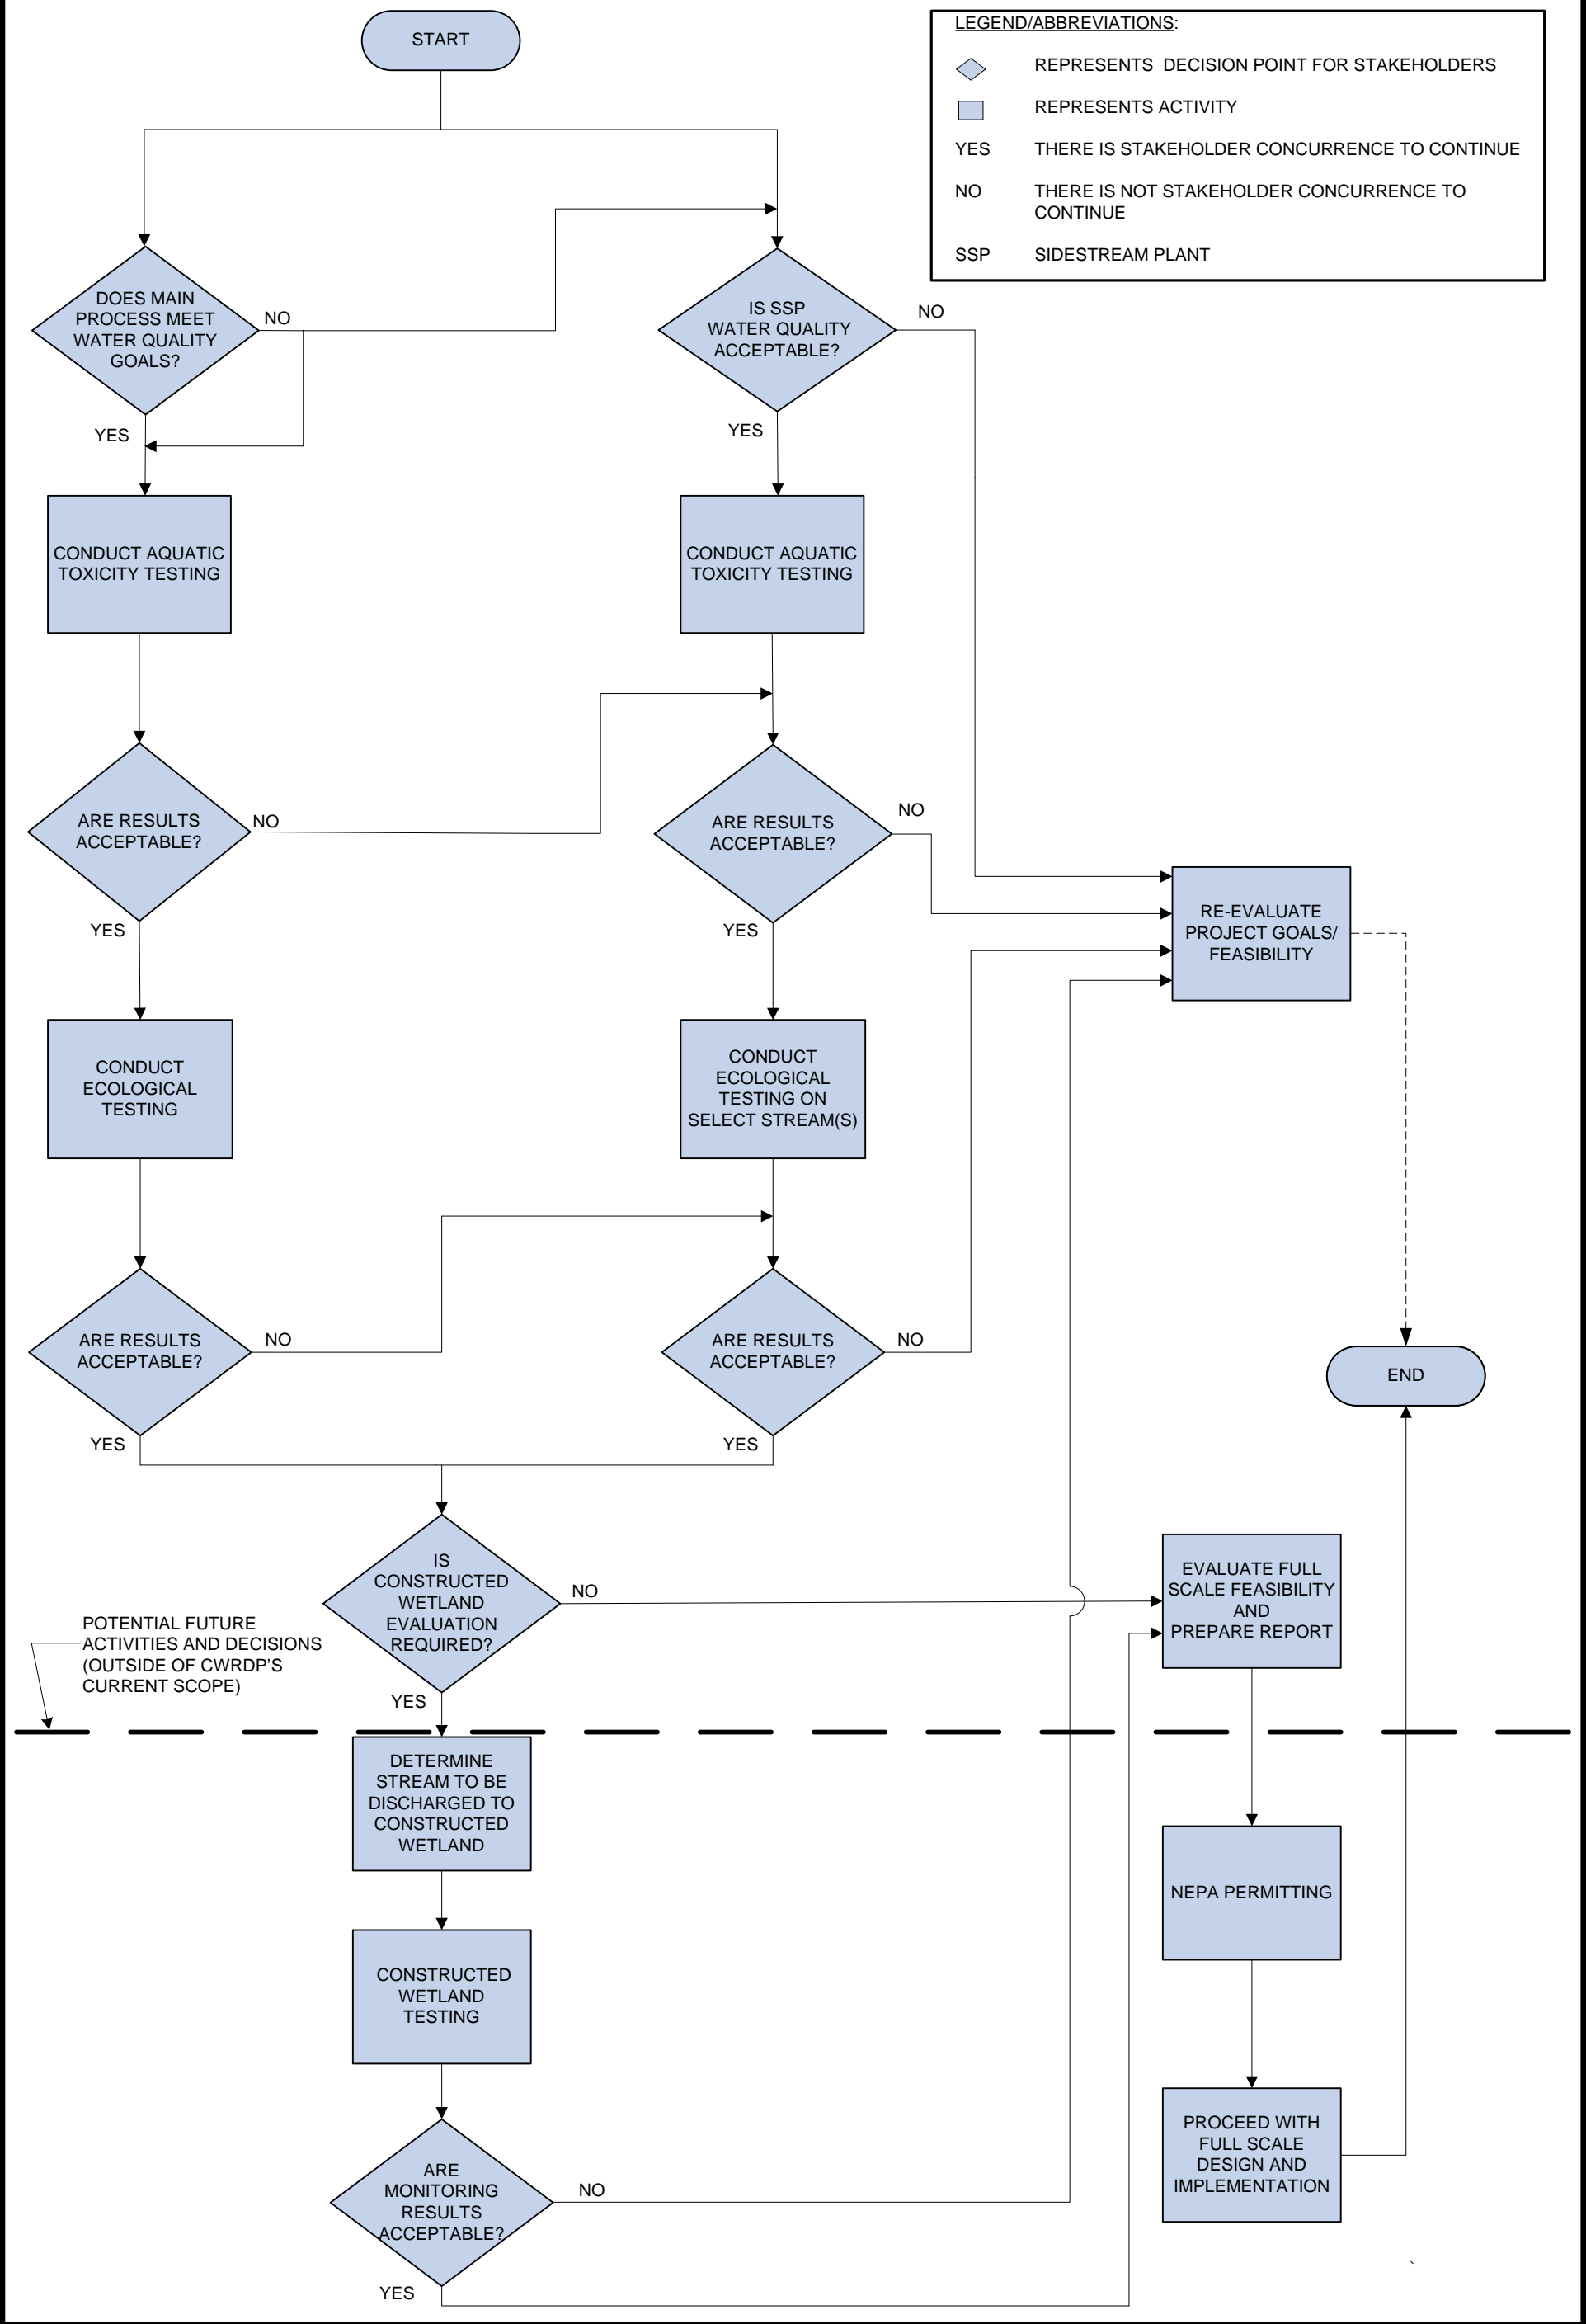 START
LEGEND/ABBREVIATIONS:
REPRESENTS DECISION POINT FOR STAKEHOLDERS
REPRESENTS ACTIVITY
YES THERE IS STAKEHOLDER CONCURRENCE TO CONTINUE
NO THERE IS NOT STAKEHOLDER CONCURRENCE TO
CONTINUE
SSP SIDESTREAM PLANT
DOES MAIN
PROCESS MEET
WATER QUALITY
GOALS?
NO
YES
IS SSP
WATER QUALITY
ACCEPTABLE?
NO
YES
CONDUCT AQUATIC
TOXICITY TESTING
CONDUCT AQUATIC
TOXICITY TESTING
ARE RESULTS
ACCEPTABLE?
NO
YES
ARE RESULTS
ACCEPTABLE?
NO
YES
RE-EVALUATE
PROJECT GOALS/
FEASIBILITY
CONDUCT
ECOLOGICAL
TESTING
CONDUCT
ECOLOGICAL
TESTING ON
SELECT STREAM(S)
ARE RESULTS
ACCEPTABLE?
NO
YES
ARE RESULTS
ACCEPTABLE?
NO
YES
END
IS
CONSTRUCTED
WETLAND
EVALUATION
REQUIRED?
NO
YES
EVALUATE FULL
SCALE FEASIBILITY
AND
PREPARE REPORT
POTENTIAL FUTURE
ACTIVITIES AND DECISIONS
(OUTSIDE OF CWRDP'S
CURRENT SCOPE)
DETERMINE
STREAM TO BE
DISCHARGED TO
CONSTRUCTED
WETLAND
NEPA PERMITTING
CONSTRUCTED
WETLAND
TESTING
PROCEED WITH
FULL SCALE
DESIGN AND
IMPLEMENTATION
ARE
MONITORING
RESULTS
ACCEPTABLE?
NO
YES